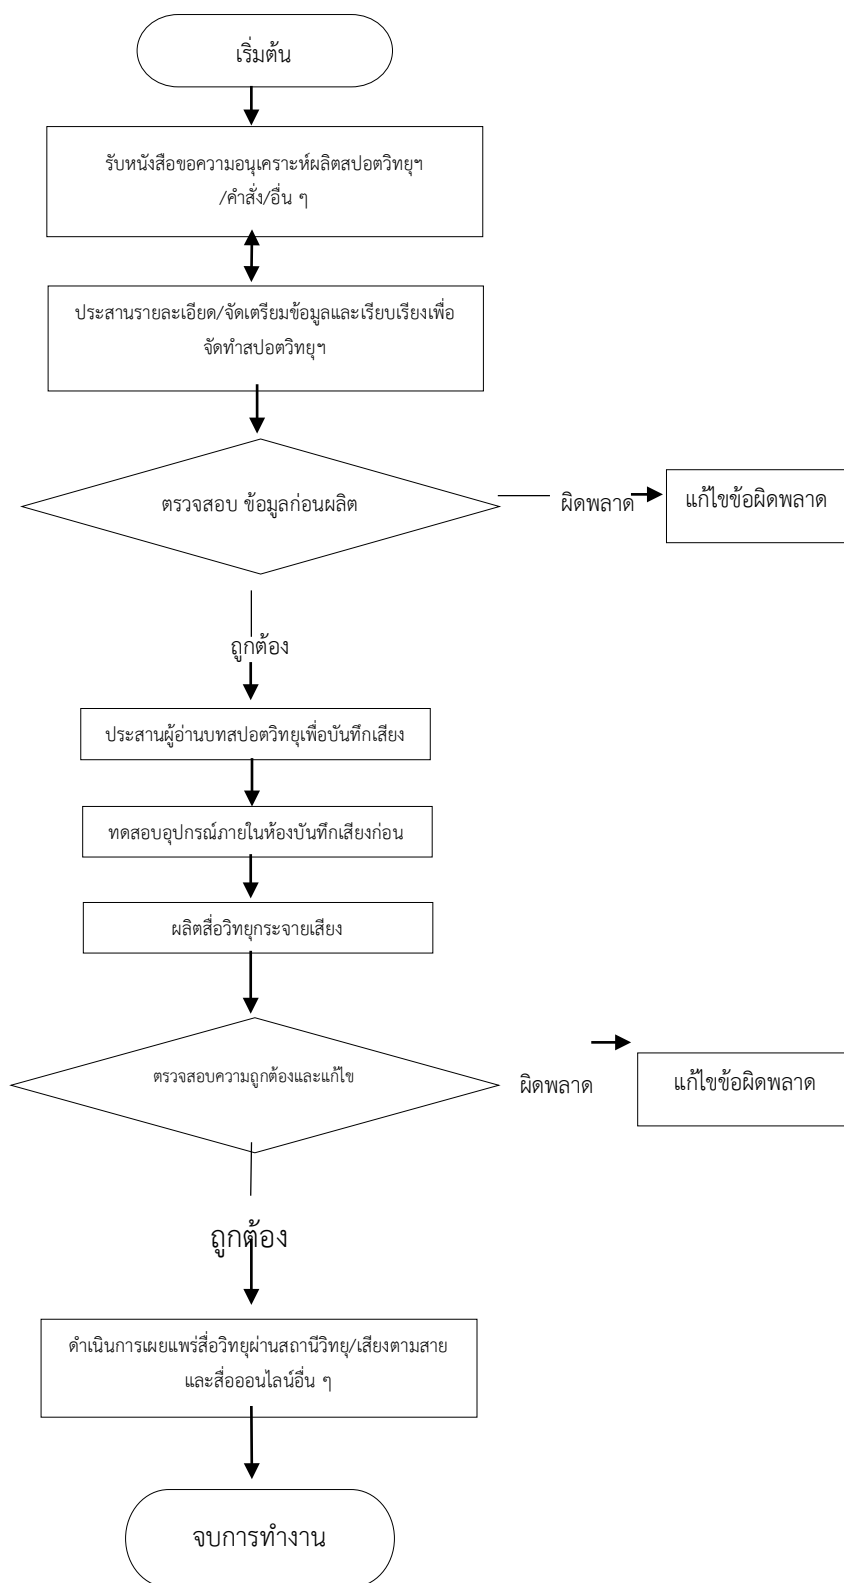 เริ่มต้น
รับหนังสือขอความอนุเคราะห์ผลิตสปอตวิทยุฯ
/คำสั่ง/อื่น ๆ
ประสานรายละเอียด/จัดเตรียมข้อมูลและเรียบเรียงเพื่อ
จัดทำสปอตวิทยุฯ
ตรวจสอบ ข้อมูลก่อนผลิต
ผิดพลาด
แก้ไขข้อผิดพลาด
ถูกต้อง
ประสานผู้อ่านบทสปอตวิทยุเพื่อบันทึกเสียง
ทดสอบอุปกรณ์ภายในห้องบันทึกเสียงก่อน
ผลิตสื่อวิทยุกระจายเสียง
ตรวจสอบความถูกต้องและแก้ไข
ผิดพลาด
แก้ไขข้อผิดพลาด
ถูกต้อง
ดำเนินการเผยแพร่สื่อวิทยุผ่านสถานีวิทยุ/เสียงตามสาย
และสื่อออนไลน์อื่น ๆ
จบการทำงาน